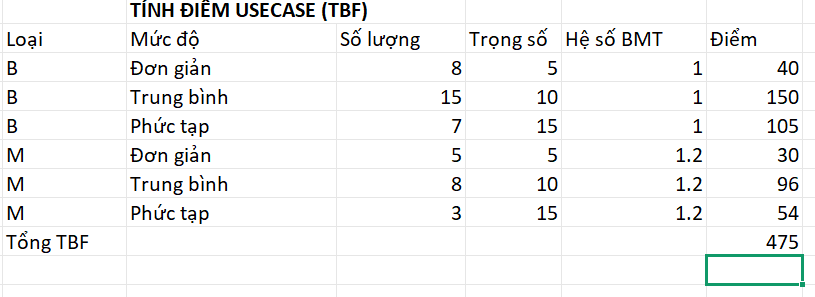 TÍNH ĐIỂM USECASE (TBF)
Loại Mức độ Số lượng Trọng số Hệ số BMT Điểm
B Đơn giản 8 5 1 40
B Trung bình 15 10 1 150
B Phức tạp 7 15 1 105
M Đơn giản 5 5 1.2 30
M Trung bình 8 10 1.2 96
M Phức tạp 3 15 1.2 54
Tổng TBF 475